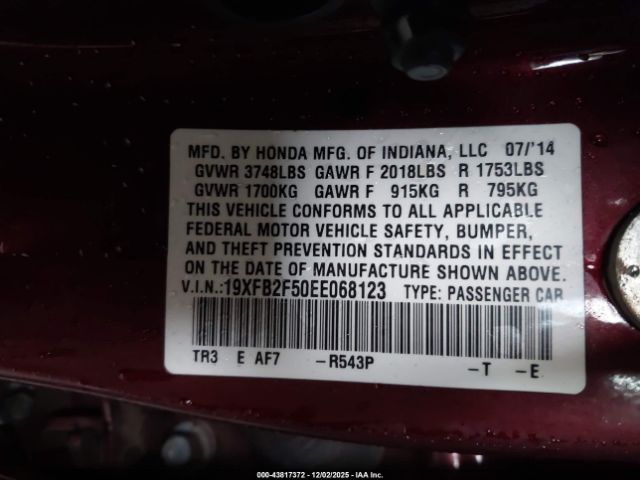 MFD. BY HONDA MFG. OF INDIANA, LLC 07/'14
GVWR 3748LBS GAWR F 2018LBS R 1753LBS
GVWR 1700KG GAWR F 915KG R 795KG
THIS VEHICLE CONFORMS TO ALL APPLICABLE
FEDERAL MOTOR VEHICLE SAFETY, BUMPER,
AND THEFT PREVENTION STANDARDS IN EFFECT
ON THE DATE OF MANUFACTURE SHOWN ABOVE.
V.I.N.:19XFB2F50EE068123 TYPE: PASSENGER CAR
TR3 E AF7 -R543P -T -E
000-43817372 - 12/02/2025 - IAA Inc.